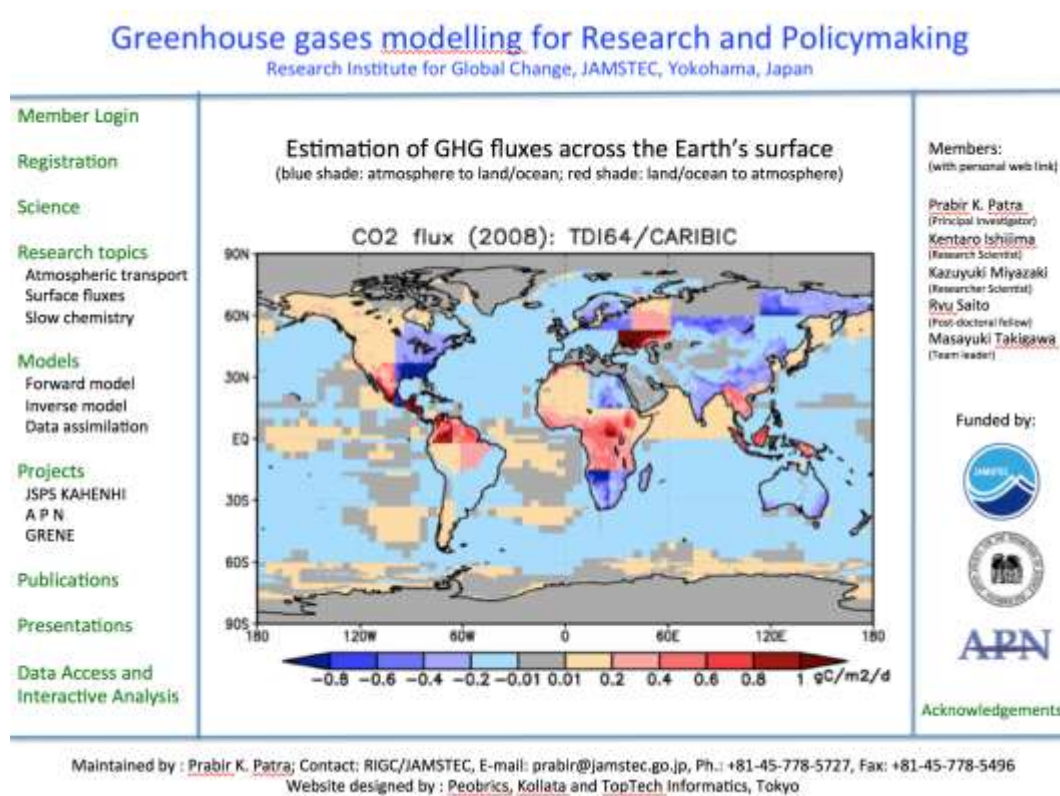 Greenhouse gases modelling for Research and Policymaking
Research Institute for Global Change, JAMSTEC, Yokohama, Japan
Member Login
Registration
Science
Research topics
Atmospheric transport
Surface fluxes
Slow chemistry
Models
Forward model
Inverse model
Data assimilation
Projects
JSPS KAHENHI
A P N
GRENE
Publications
Presentations
Data Access and
Interactive Analysis
Estimation of GHG fluxes across the Earth's surface
(blue shade: atmosphere to land/ocean; red shade: land/ocean to atmosphere)
CO2 flux (2008): TDI64/CARIBIC
90N
60N
30N
EQ
30S
60S
90S
180 120W 60W 0 60E 120E 180
-0.8 -0.6 -0.4 -0.2 -0.01 0.01 0.2 0.4 0.6 0.8 1 gC/m2/d
Members:
(with personal web link)
Prabir K. Patra
(Principal Investigator)
Kentaro Ishijima
(Research Scientist)
Kazuyuki Miyazaki
(Researcher Scientist)
Ryu Saito
(Post-doctoral fellow)
Masayuki Takigawa
(Team leader)
Funded by:
JAMSTEC
APN
Acknowledgements
Maintained by : Prabir K. Patra; Contact: RIGC/JAMSTEC, E-mail: prabir@jamstec.go.jp, Ph.: +81-45-778-5727, Fax: +81-45-778-5496
Website designed by : Peobrics, Kollata and TopTech Informatics, Tokyo